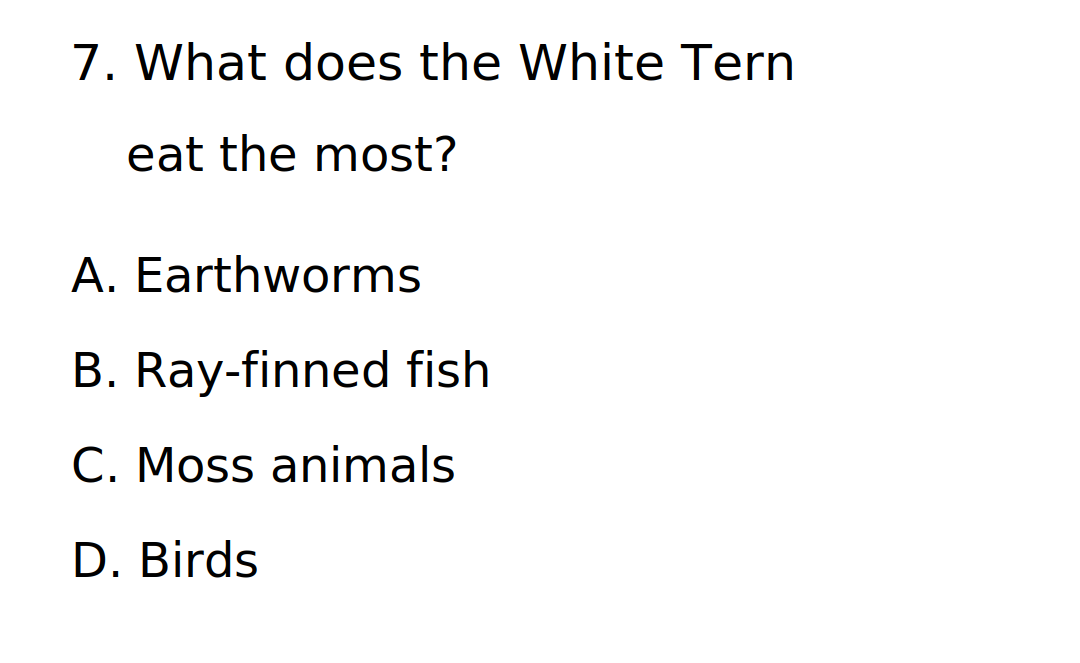 7. What does the White Tern
eat the most?
A. Earthworms
B. Ray-finned fish
C. Moss animals
D. Birds